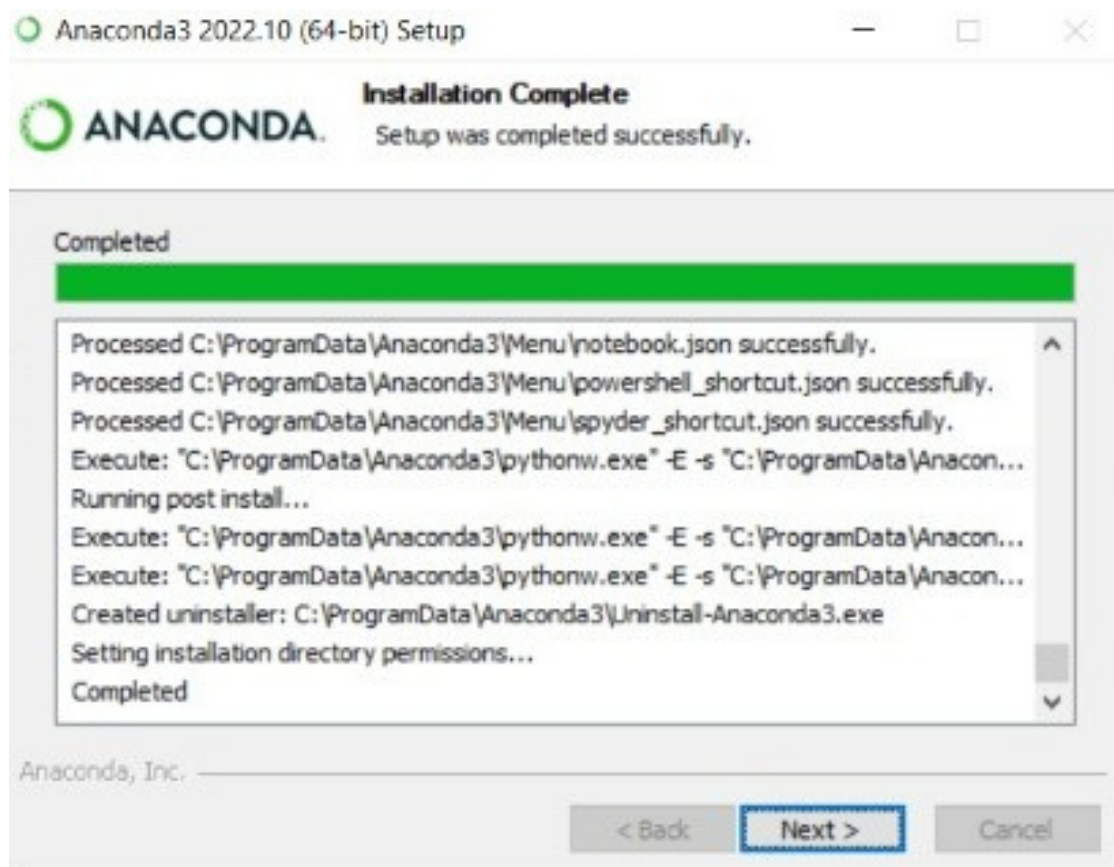 Anaconda3 2022.10 (64-bit) Setup
ANACONDA.
Installation Complete
Setup was completed successfully.
Completed
Processed C:\ProgramData\Anaconda3\Menu\notebook.json successfully.
Processed C:\ProgramData\Anaconda3\Menu\powershell_shortcut.json successfully.
Processed C:\ProgramData\Anaconda3\Menu\spyder_shortcut.json successfully.
Execute: "C:\ProgramData\Anaconda3\pythonw.exe" -E -s "C:\ProgramData\Anacon...
Running post install...
Execute: "C:\ProgramData\Anaconda3\pythonw.exe" -E -s "C:\ProgramData\Anacon...
Execute: "C:\ProgramData\Anaconda3\pythonw.exe" -E -s "C:\ProgramData\Anacon...
Created uninstaller: C:\ProgramData\Anaconda3\Uninstall-Anaconda3.exe
Setting installation directory permissions...
Completed
Anaconda, Inc.
< Back Next > Cancel